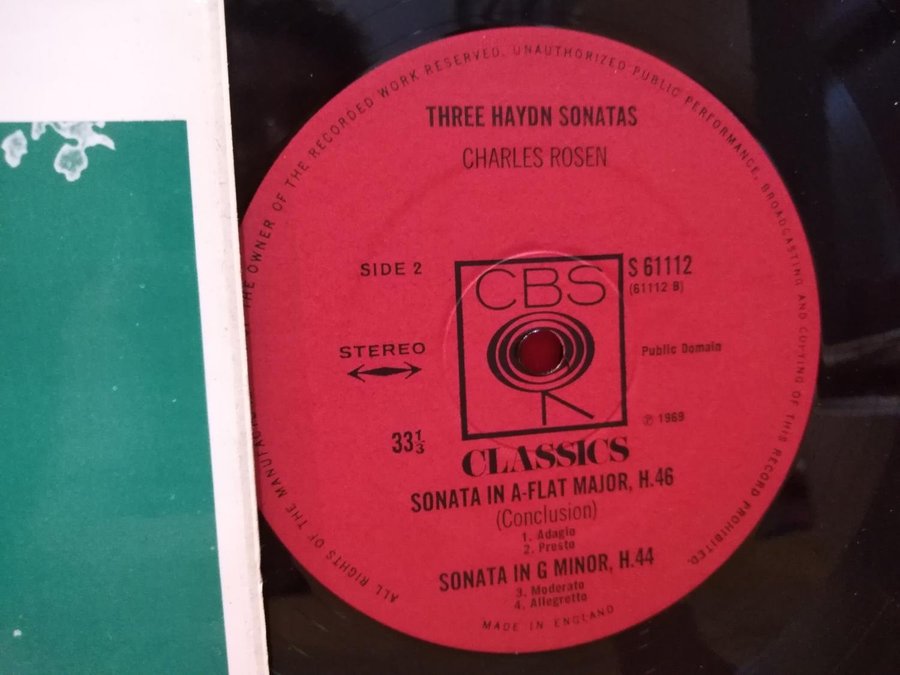 ALL RIGHTS OF THE MANUFAC
THE OWNER OF THE RECORDED WORK RESERVED. UNAUTHORIZED PUBLIC PERFORMANCE, BROADCASTING AND COPYING OF THIS RECORD PROHIBITED.
THREE HAYDN SONATAS
CHARLES ROSEN
SIDE 2
CBS
S 61112
(61112 B)
STEREO
Public Domain
33⅓
℗ 1969
CLASSICS
SONATA IN A-FLAT MAJOR, H.46
(Conclusion)
1. Adagio
2. Presto
SONATA IN G MINOR, H.44
3. Moderato
4. Allegretto
MADE IN ENGLAND